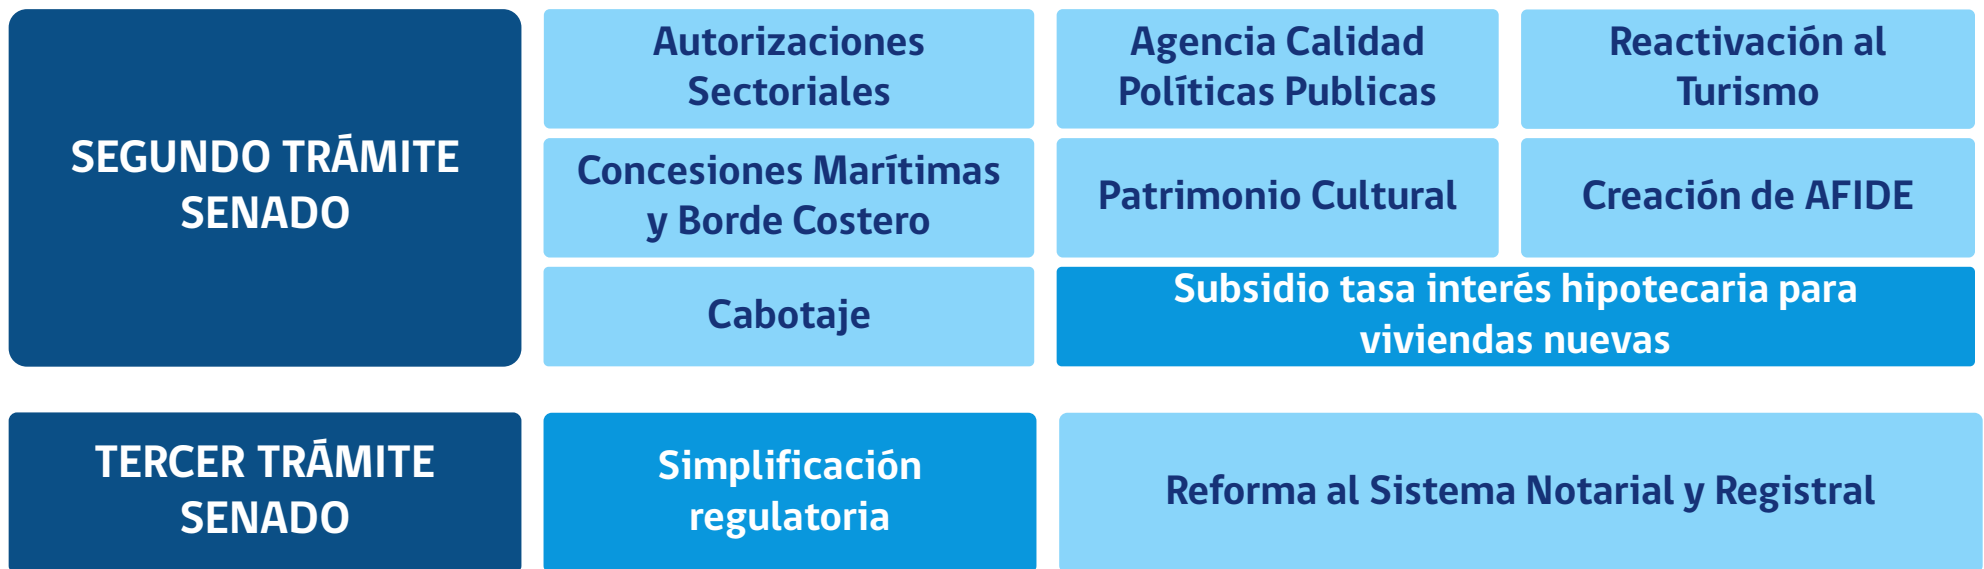 SEGUNDO TRÁMITE
SENADO
Autorizaciones
Sectoriales
Agencia Calidad
Políticas Publicas
Reactivación al
Turismo
Concesiones Marítimas
y Borde Costero
Patrimonio Cultural
Creación de AFIDE
Cabotaje
Subsidio tasa interés hipotecaria para
viviendas nuevas
TERCER TRÁMITE
SENADO
Simplificación
regulatoria
Reforma al Sistema Notarial y Registral